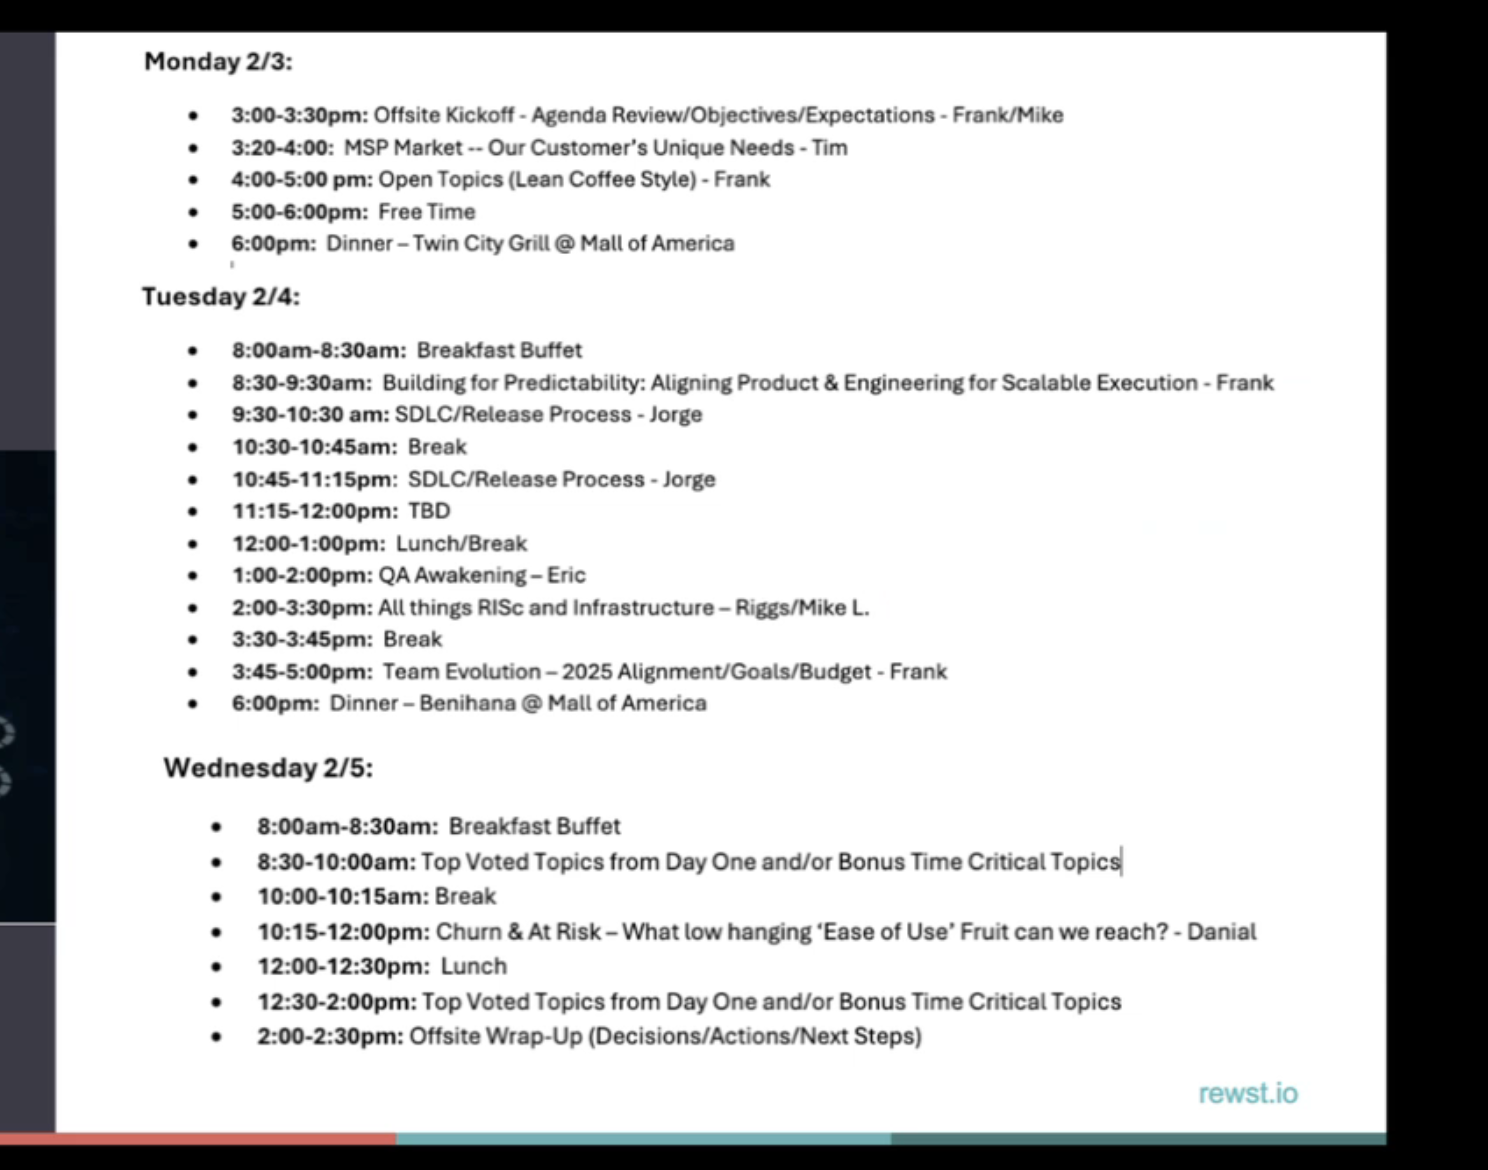 Monday 2/3:
• 3:00-3:30pm: Offsite Kickoff - Agenda Review/Objectives/Expectations - Frank/Mike
• 3:20-4:00: MSP Market -- Our Customer's Unique Needs - Tim
• 4:00-5:00 pm: Open Topics (Lean Coffee Style) - Frank
• 5:00-6:00pm: Free Time
• 6:00pm: Dinner – Twin City Grill @ Mall of America
Tuesday 2/4:
• 8:00am-8:30am: Breakfast Buffet
• 8:30-9:30am: Building for Predictability: Aligning Product & Engineering for Scalable Execution - Frank
• 9:30-10:30 am: SDLC/Release Process - Jorge
• 10:30-10:45am: Break
• 10:45-11:15pm: SDLC/Release Process - Jorge
• 11:15-12:00pm: TBD
• 12:00-1:00pm: Lunch/Break
• 1:00-2:00pm: QA Awakening – Eric
• 2:00-3:30pm: All things RISc and Infrastructure – Riggs/Mike L.
• 3:30-3:45pm: Break
• 3:45-5:00pm: Team Evolution – 2025 Alignment/Goals/Budget - Frank
• 6:00pm: Dinner – Benihana @ Mall of America
Wednesday 2/5:
• 8:00am-8:30am: Breakfast Buffet
• 8:30-10:00am: Top Voted Topics from Day One and/or Bonus Time Critical Topics
• 10:00-10:15am: Break
• 10:15-12:00pm: Churn & At Risk – What low hanging 'Ease of Use' Fruit can we reach? - Danial
• 12:00-12:30pm: Lunch
• 12:30-2:00pm: Top Voted Topics from Day One and/or Bonus Time Critical Topics
• 2:00-2:30pm: Offsite Wrap-Up (Decisions/Actions/Next Steps)
rewst.io